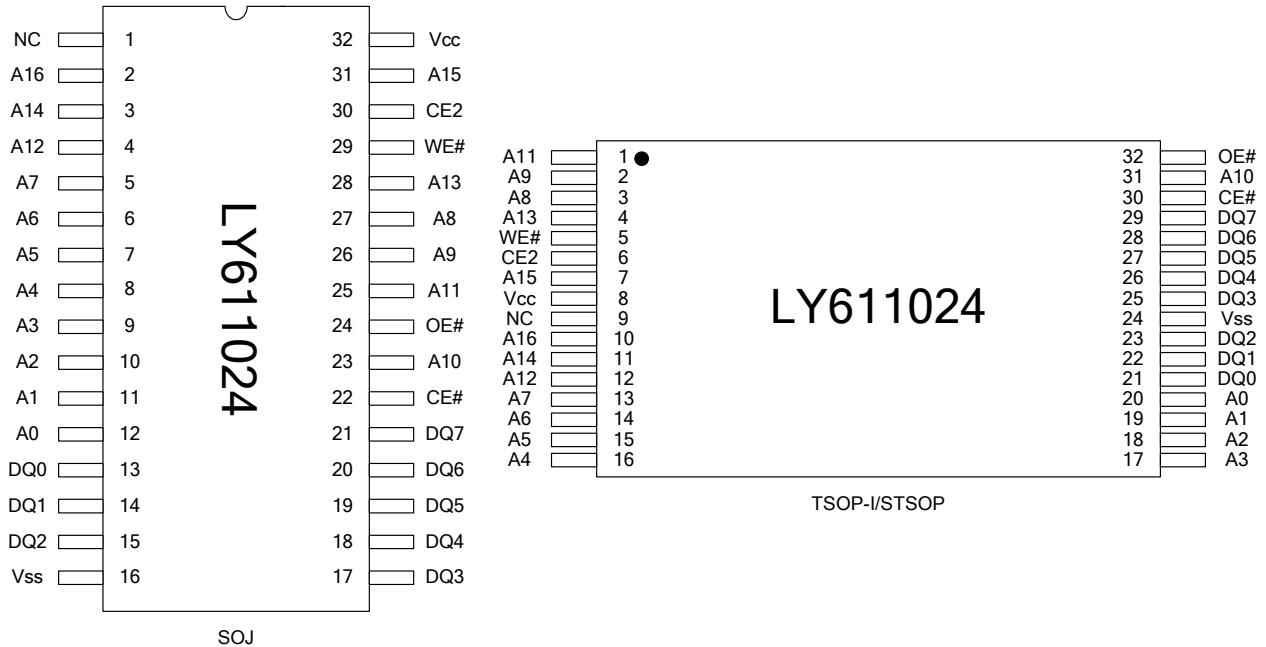 NC 1 32 Vcc
A16 2 31 A15
A14 3 30 CE2
A12 4 29 WE#
A7 5 28 A13
A6 6 27 A8
A5 7 26 A9
A4 8 25 A11
A3 9 24 OE#
A2 10 23 A10
A1 11 22 CE#
A0 12 21 DQ7
DQ0 13 20 DQ6
DQ1 14 19 DQ5
DQ2 15 18 DQ4
Vss 16 17 DQ3
LY611024
SOJ
A11 1 32 OE#
A9 2 31 A10
A8 3 30 CE#
A13 4 29 DQ7
WE# 5 28 DQ6
CE2 6 27 DQ5
A15 7 26 DQ4
Vcc 8 25 DQ3
NC 9 24 Vss
A16 10 23 DQ2
A14 11 22 DQ1
A12 12 21 DQ0
A7 13 20 A0
A6 14 19 A1
A5 15 18 A2
A4 16 17 A3
LY611024
TSOP-I/STSOP